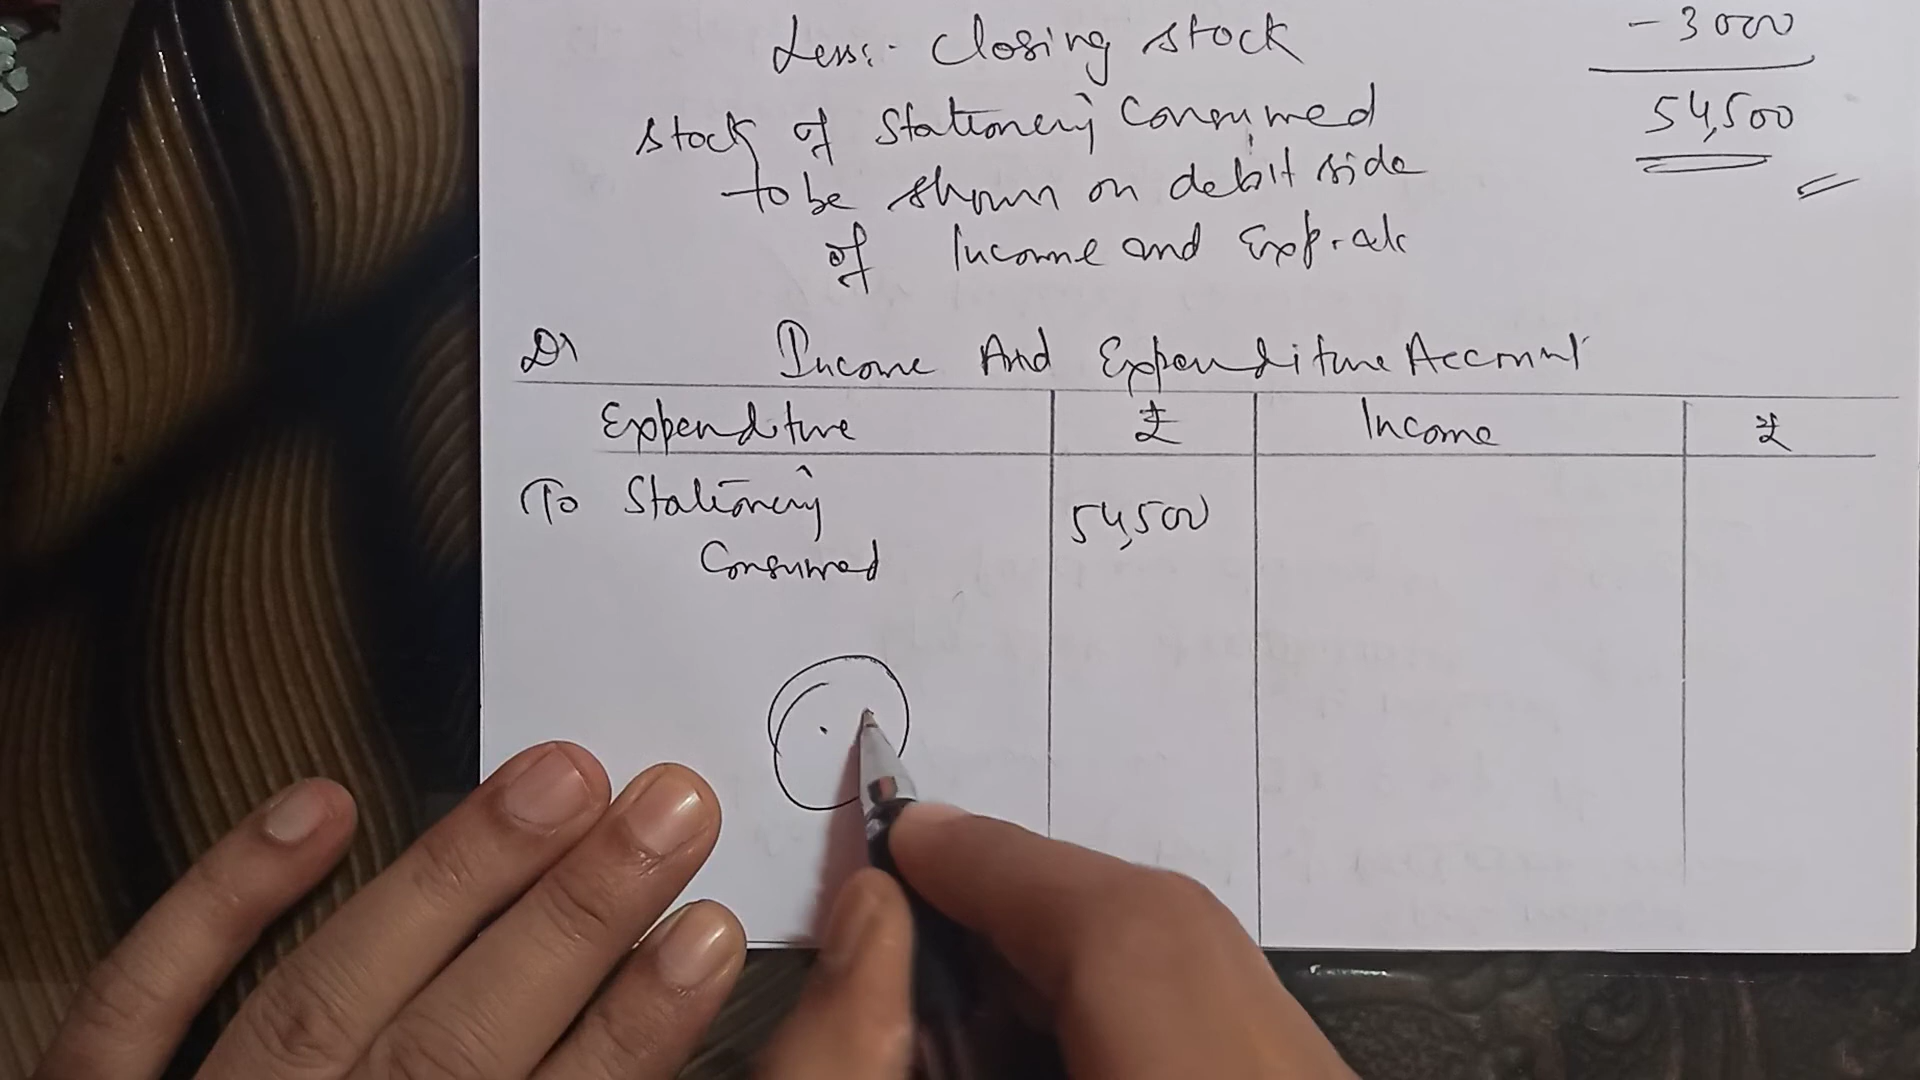 Less:- Closing stock - 3000
54,500
Stock of Stationery Consumed
to be shown on debit side
of Income and Exp. a/c
Dr Income And Expenditure Account
Expenditure ₹ Income ₹
To Stationery 54,500
Consumed